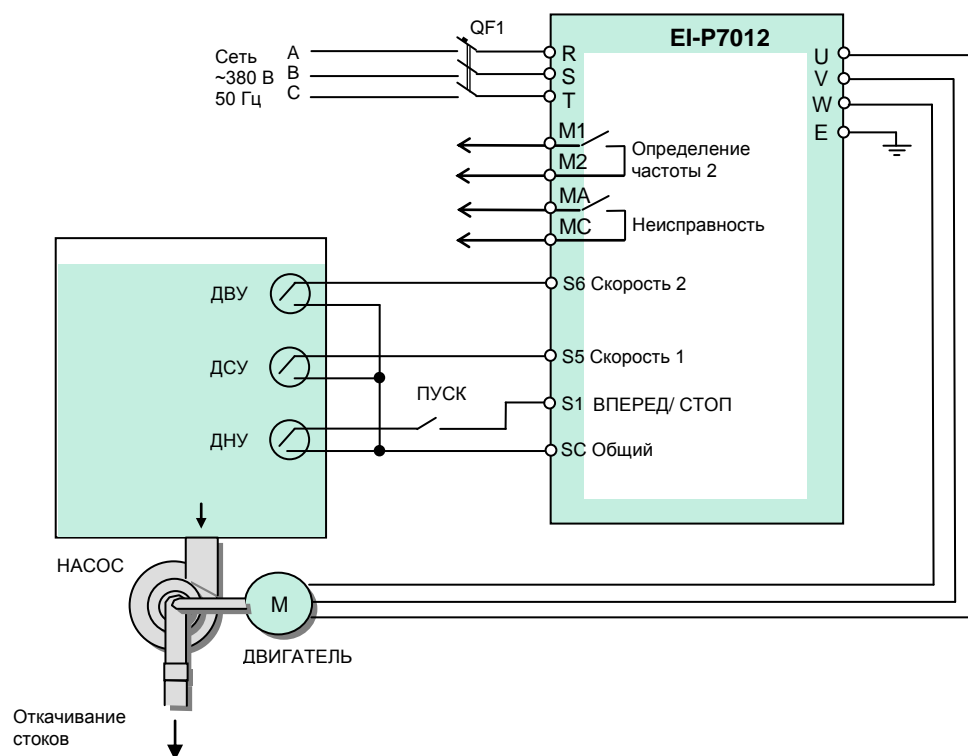 QF1
EI-P7012
Сеть
~380 В
50 Гц
A
B
C
R
S
T
U
V
W
E
M1
M2
Определение
частоты 2
MA
MC
Неисправность
ДВУ
S6 Скорость 2
ДСУ
S5 Скорость 1
ПУСК
S1 ВПЕРЕД/ СТОП
ДНУ
SC Общий
НАСОС
М
ДВИГАТЕЛЬ
Откачивание
стоков